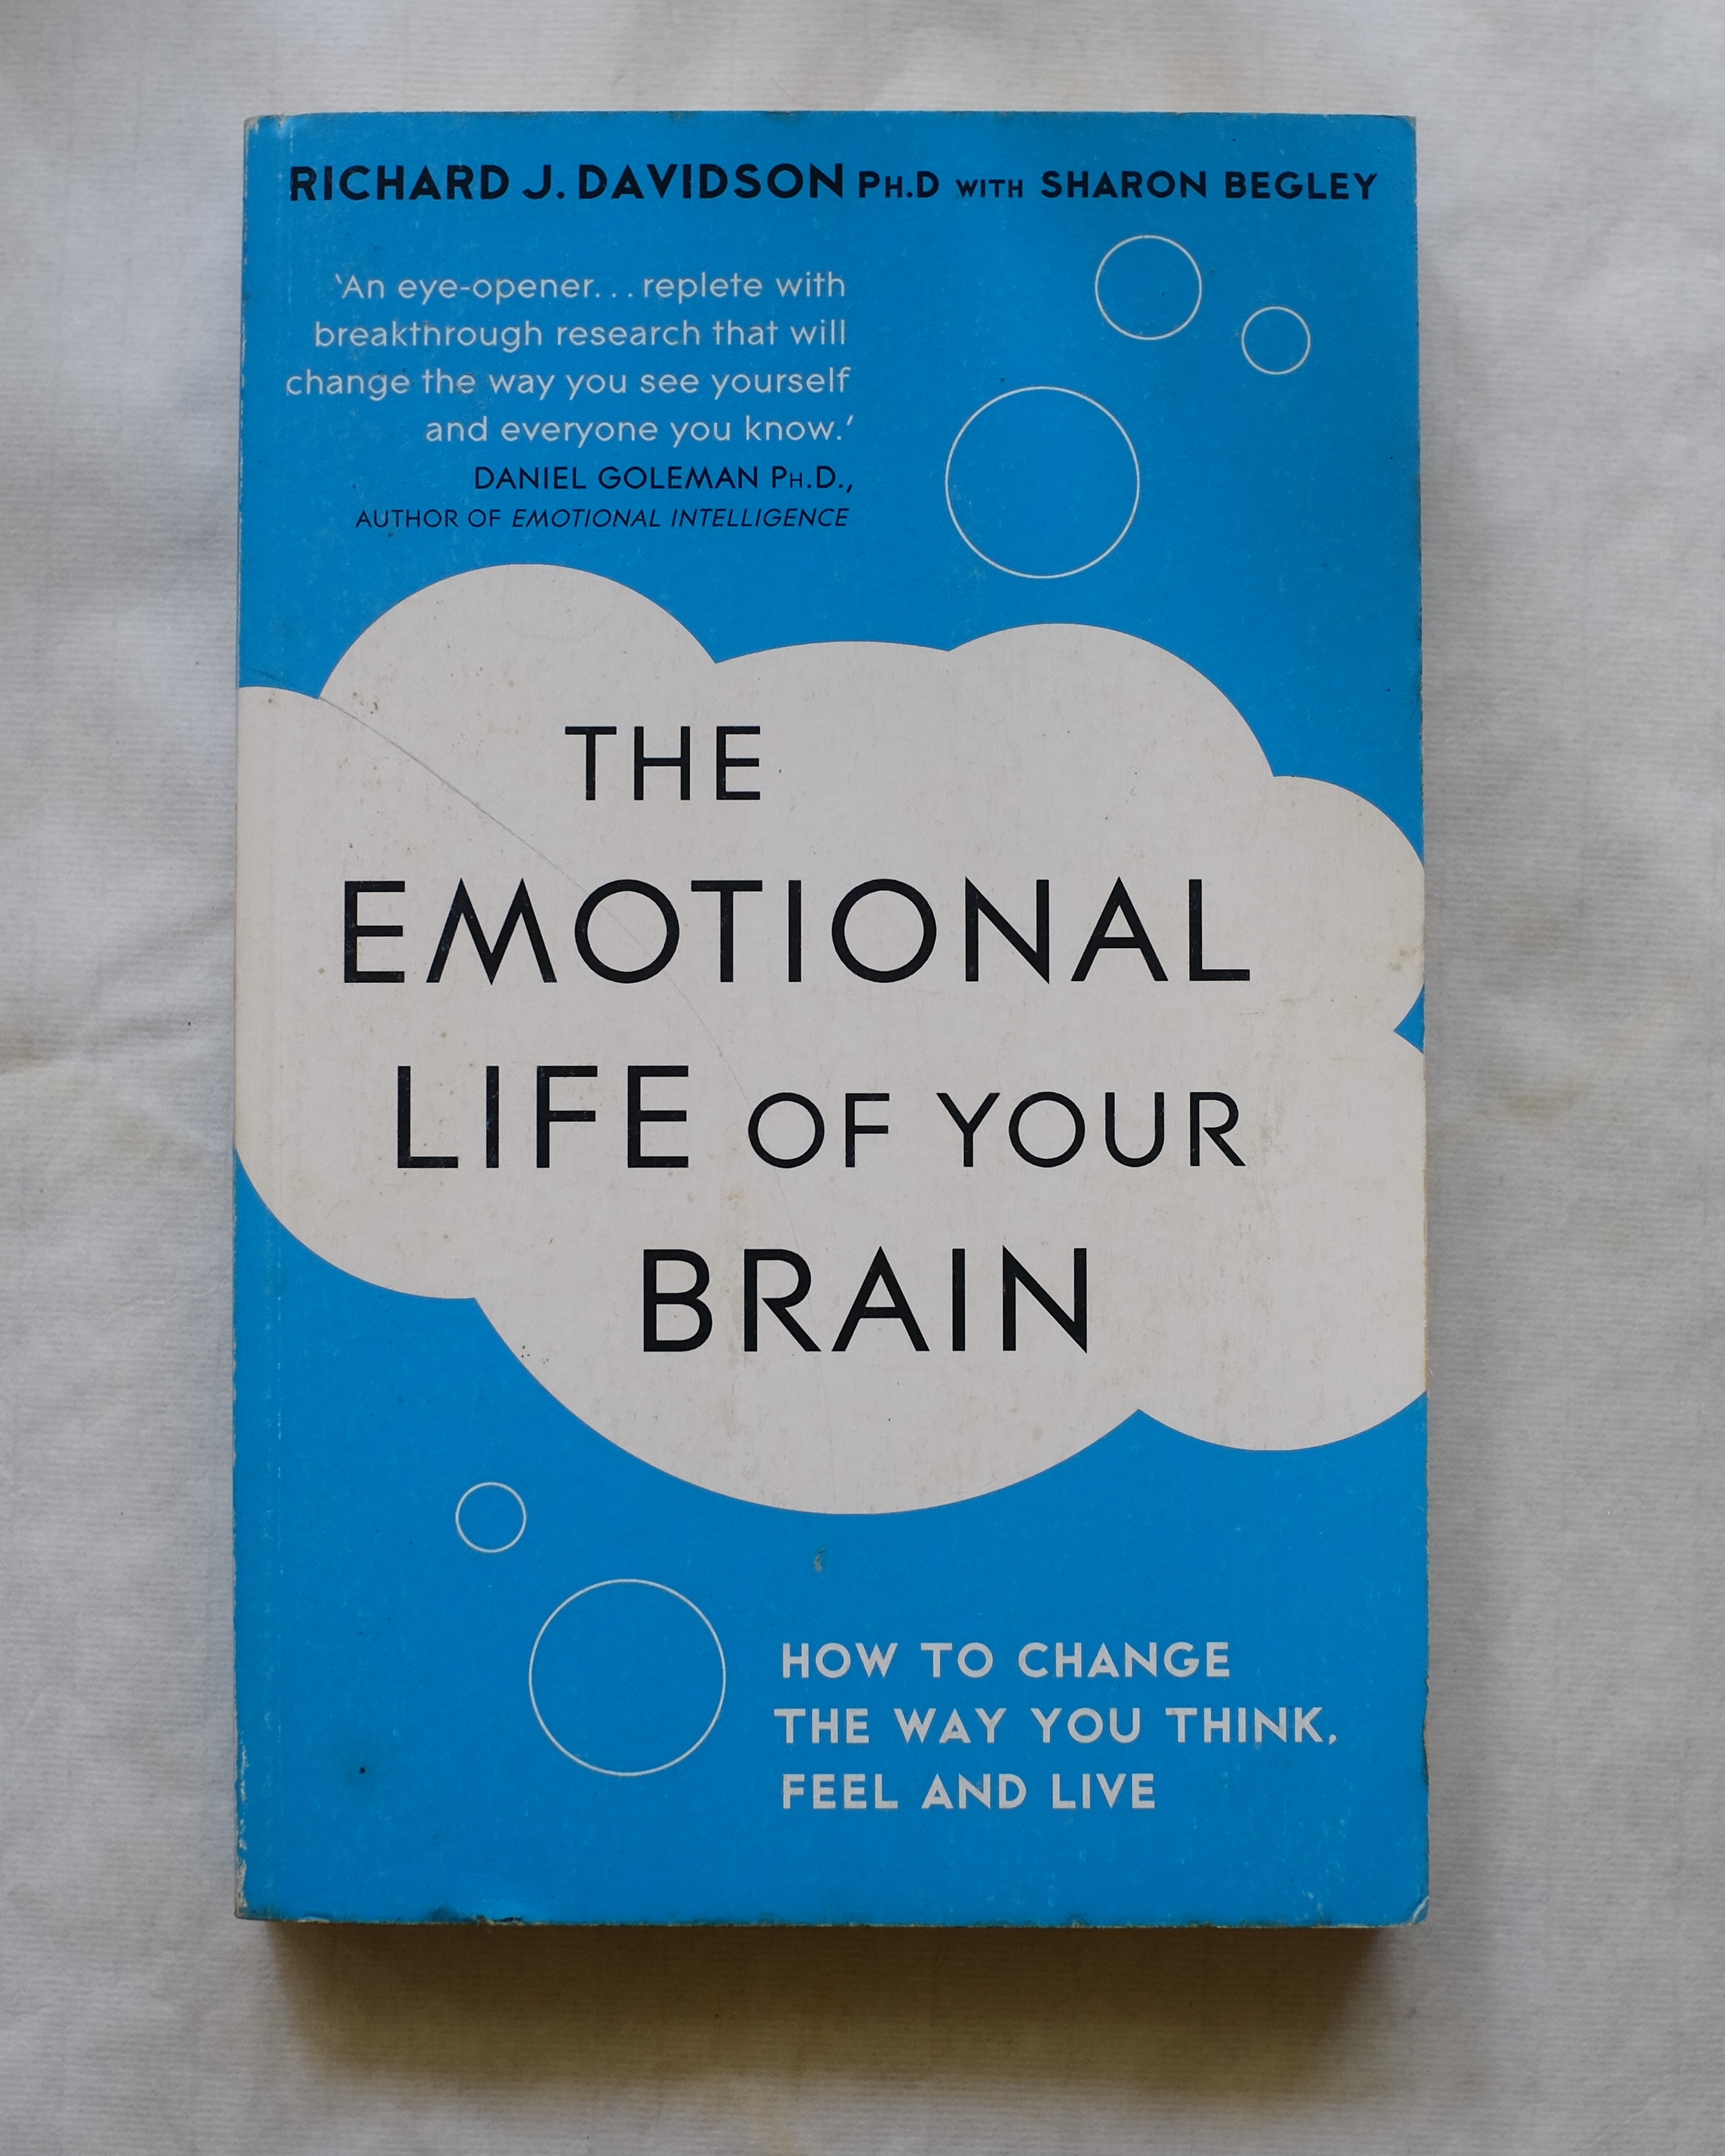 RICHARD J. DAVIDSON PH.D WITH SHARON BEGLEY
‘An eye-opener...replete with
breakthrough research that will
change the way you see yourself
and everyone you know.’
DANIEL GOLEMAN PH.D.,
AUTHOR OF EMOTIONAL INTELLIGENCE
THE
EMOTIONAL
LIFE OF YOUR
BRAIN
HOW TO CHANGE
THE WAY YOU THINK,
FEEL AND LIVE